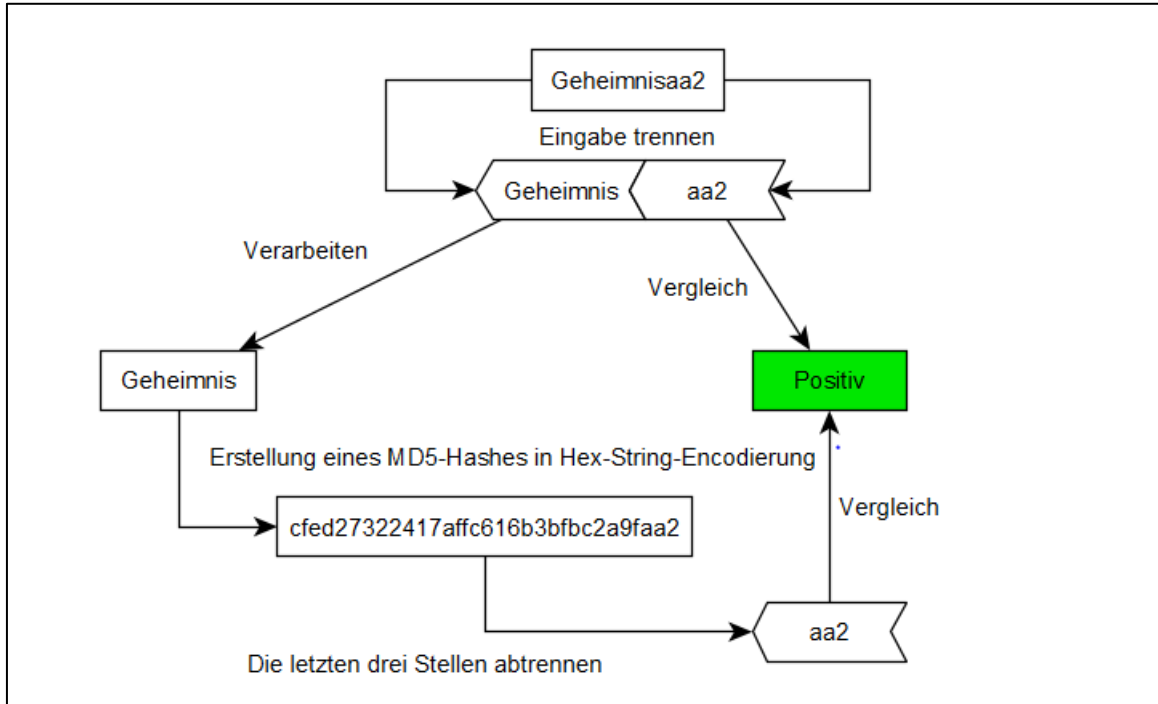 Geheimnisaa2
Eingabe trennen
Geheimnis
aa2
Verarbeiten
Vergleich
Geheimnis
Positiv
Erstellung eines MD5-Hashes in Hex-String-Encodierung
cfed27322417affc616b3bfbc2a9faa2
Vergleich
aa2
Die letzten drei Stellen abtrennen